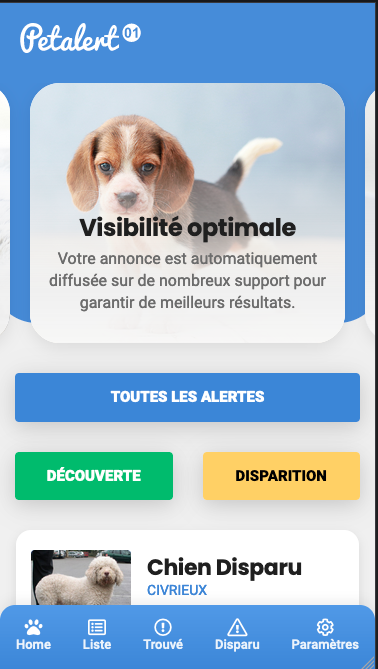 Petalert 01
Visibilité optimale
Votre annonce est automatiquement
diffusée sur de nombreux support pour
garantir de meilleurs résultats.
TOUTES LES ALERTES
DÉCOUVERTE
DISPARITION
Chien Disparu
CIVRIEUX
Home
Liste
Trouvé
Disparu
Paramètres